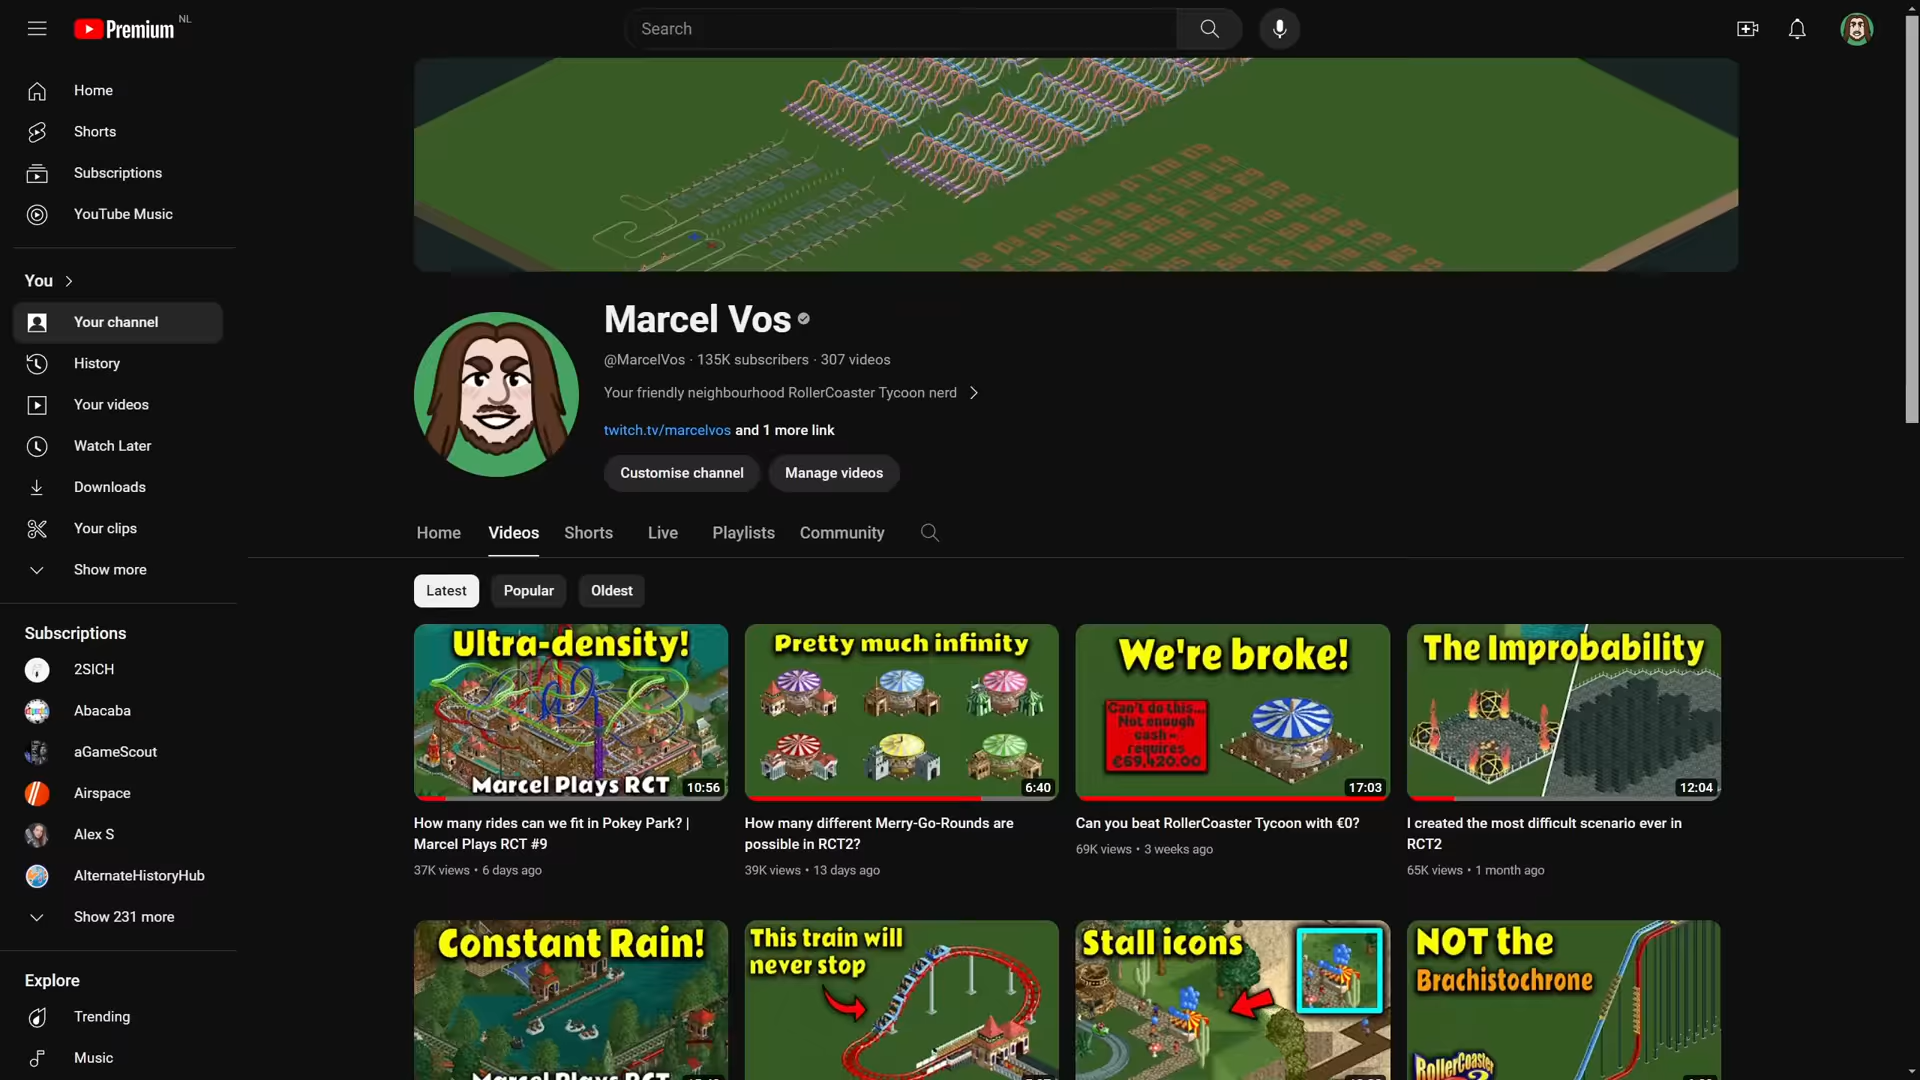 Premium NL
Search
Home
Shorts
Subscriptions
YouTube Music
You
Your channel
History
Your videos
Watch Later
Downloads
Your clips
Show more
Subscriptions
2SICH
Abacaba
aGameScout
Airspace
Alex S
AlternateHistoryHub
Show 231 more
Explore
Trending
Music
Marcel Vos
@MarcelVos · 135K subscribers · 307 videos
Your friendly neighbourhood RollerCoaster Tycoon nerd
twitch.tv/marcelvos and 1 more link
Customise channel
Manage videos
Home
Videos
Shorts
Live
Playlists
Community
Latest
Popular
Oldest
Ultra-density!
Marcel Plays RCT
10:56
How many rides can we fit in Pokey Park? |
Marcel Plays RCT #9
37K views • 6 days ago
Pretty much infinity
6:40
How many different Merry-Go-Rounds are
possible in RCT2?
39K views • 13 days ago
We're broke!
Can't do this...
Not enough
cash -
requires
€69,420.00
17:03
Can you beat RollerCoaster Tycoon with €0?
69K views • 3 weeks ago
The Improbability
12:04
I created the most difficult scenario ever in
RCT2
65K views • 1 month ago
Constant Rain!
Marcel Plays RCT
This train will
never stop
Stall icons
NOT the
Brachistochrone
RollerCoaster